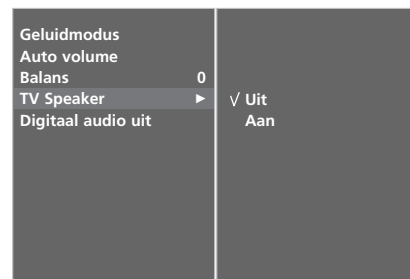 Geluidmodus
Auto volume
Balans 0
TV Speaker ►
Digitaal audio uit
√ Uit
Aan